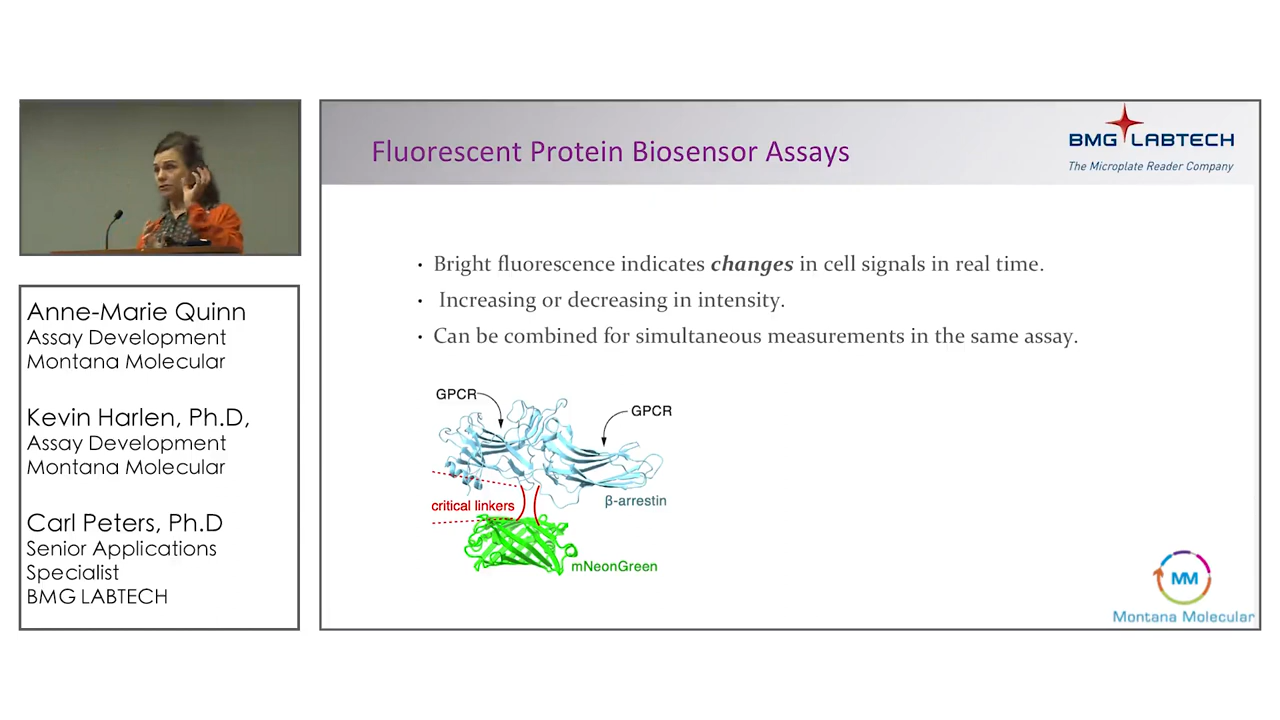 Anne-Marie Quinn
Assay Development
Montana Molecular
Kevin Harlen, Ph.D,
Assay Development
Montana Molecular
Carl Peters, Ph.D
Senior Applications
Specialist
BMG LABTECH
Fluorescent Protein Biosensor Assays
BMG LABTECH
The Microplate Reader Company
• Bright fluorescence indicates changes in cell signals in real time.
• Increasing or decreasing in intensity.
• Can be combined for simultaneous measurements in the same assay.
GPCR
GPCR
β-arrestin
critical linkers
mNeonGreen
MM
Montana Molecular